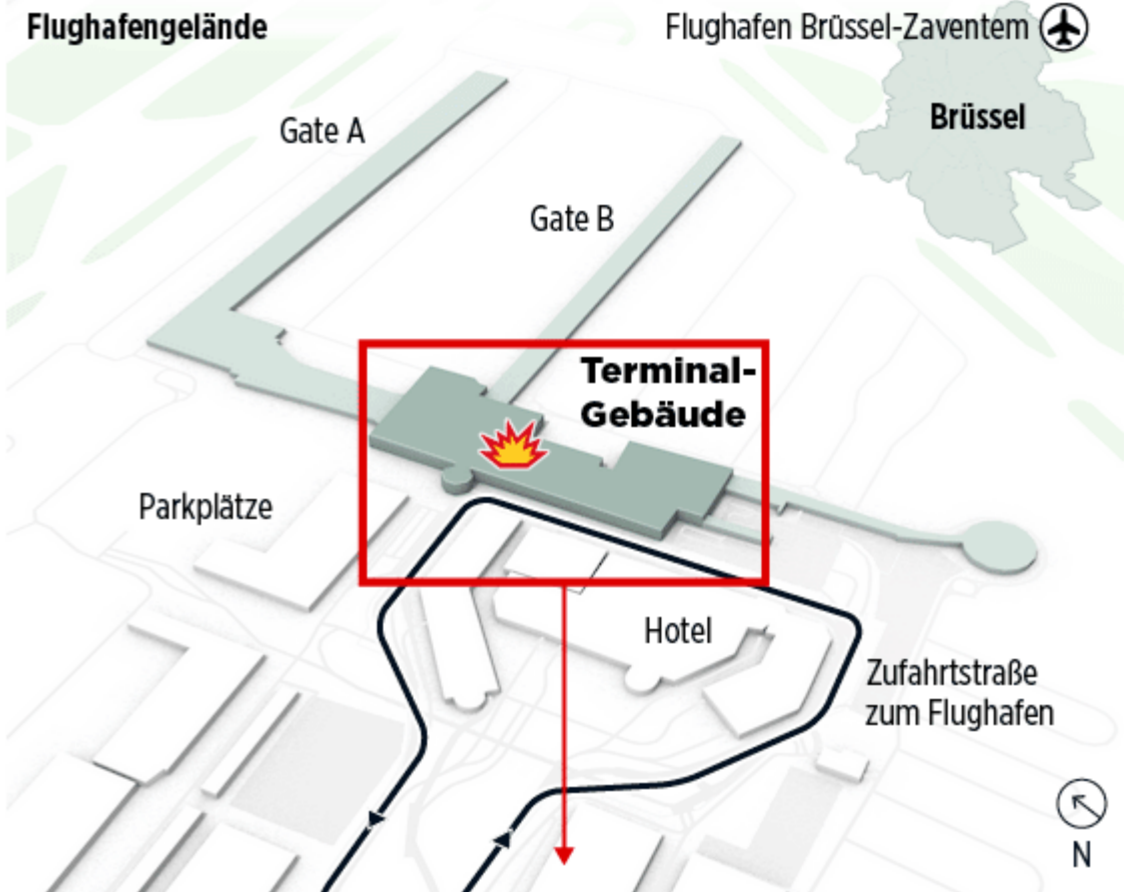 Flughafengelände
Flughafen Brüssel-Zaventem
Brüssel
Gate A
Gate B
Terminal-
Gebäude
Parkplätze
Hotel
Zufahrtstraße
zum Flughafen
N